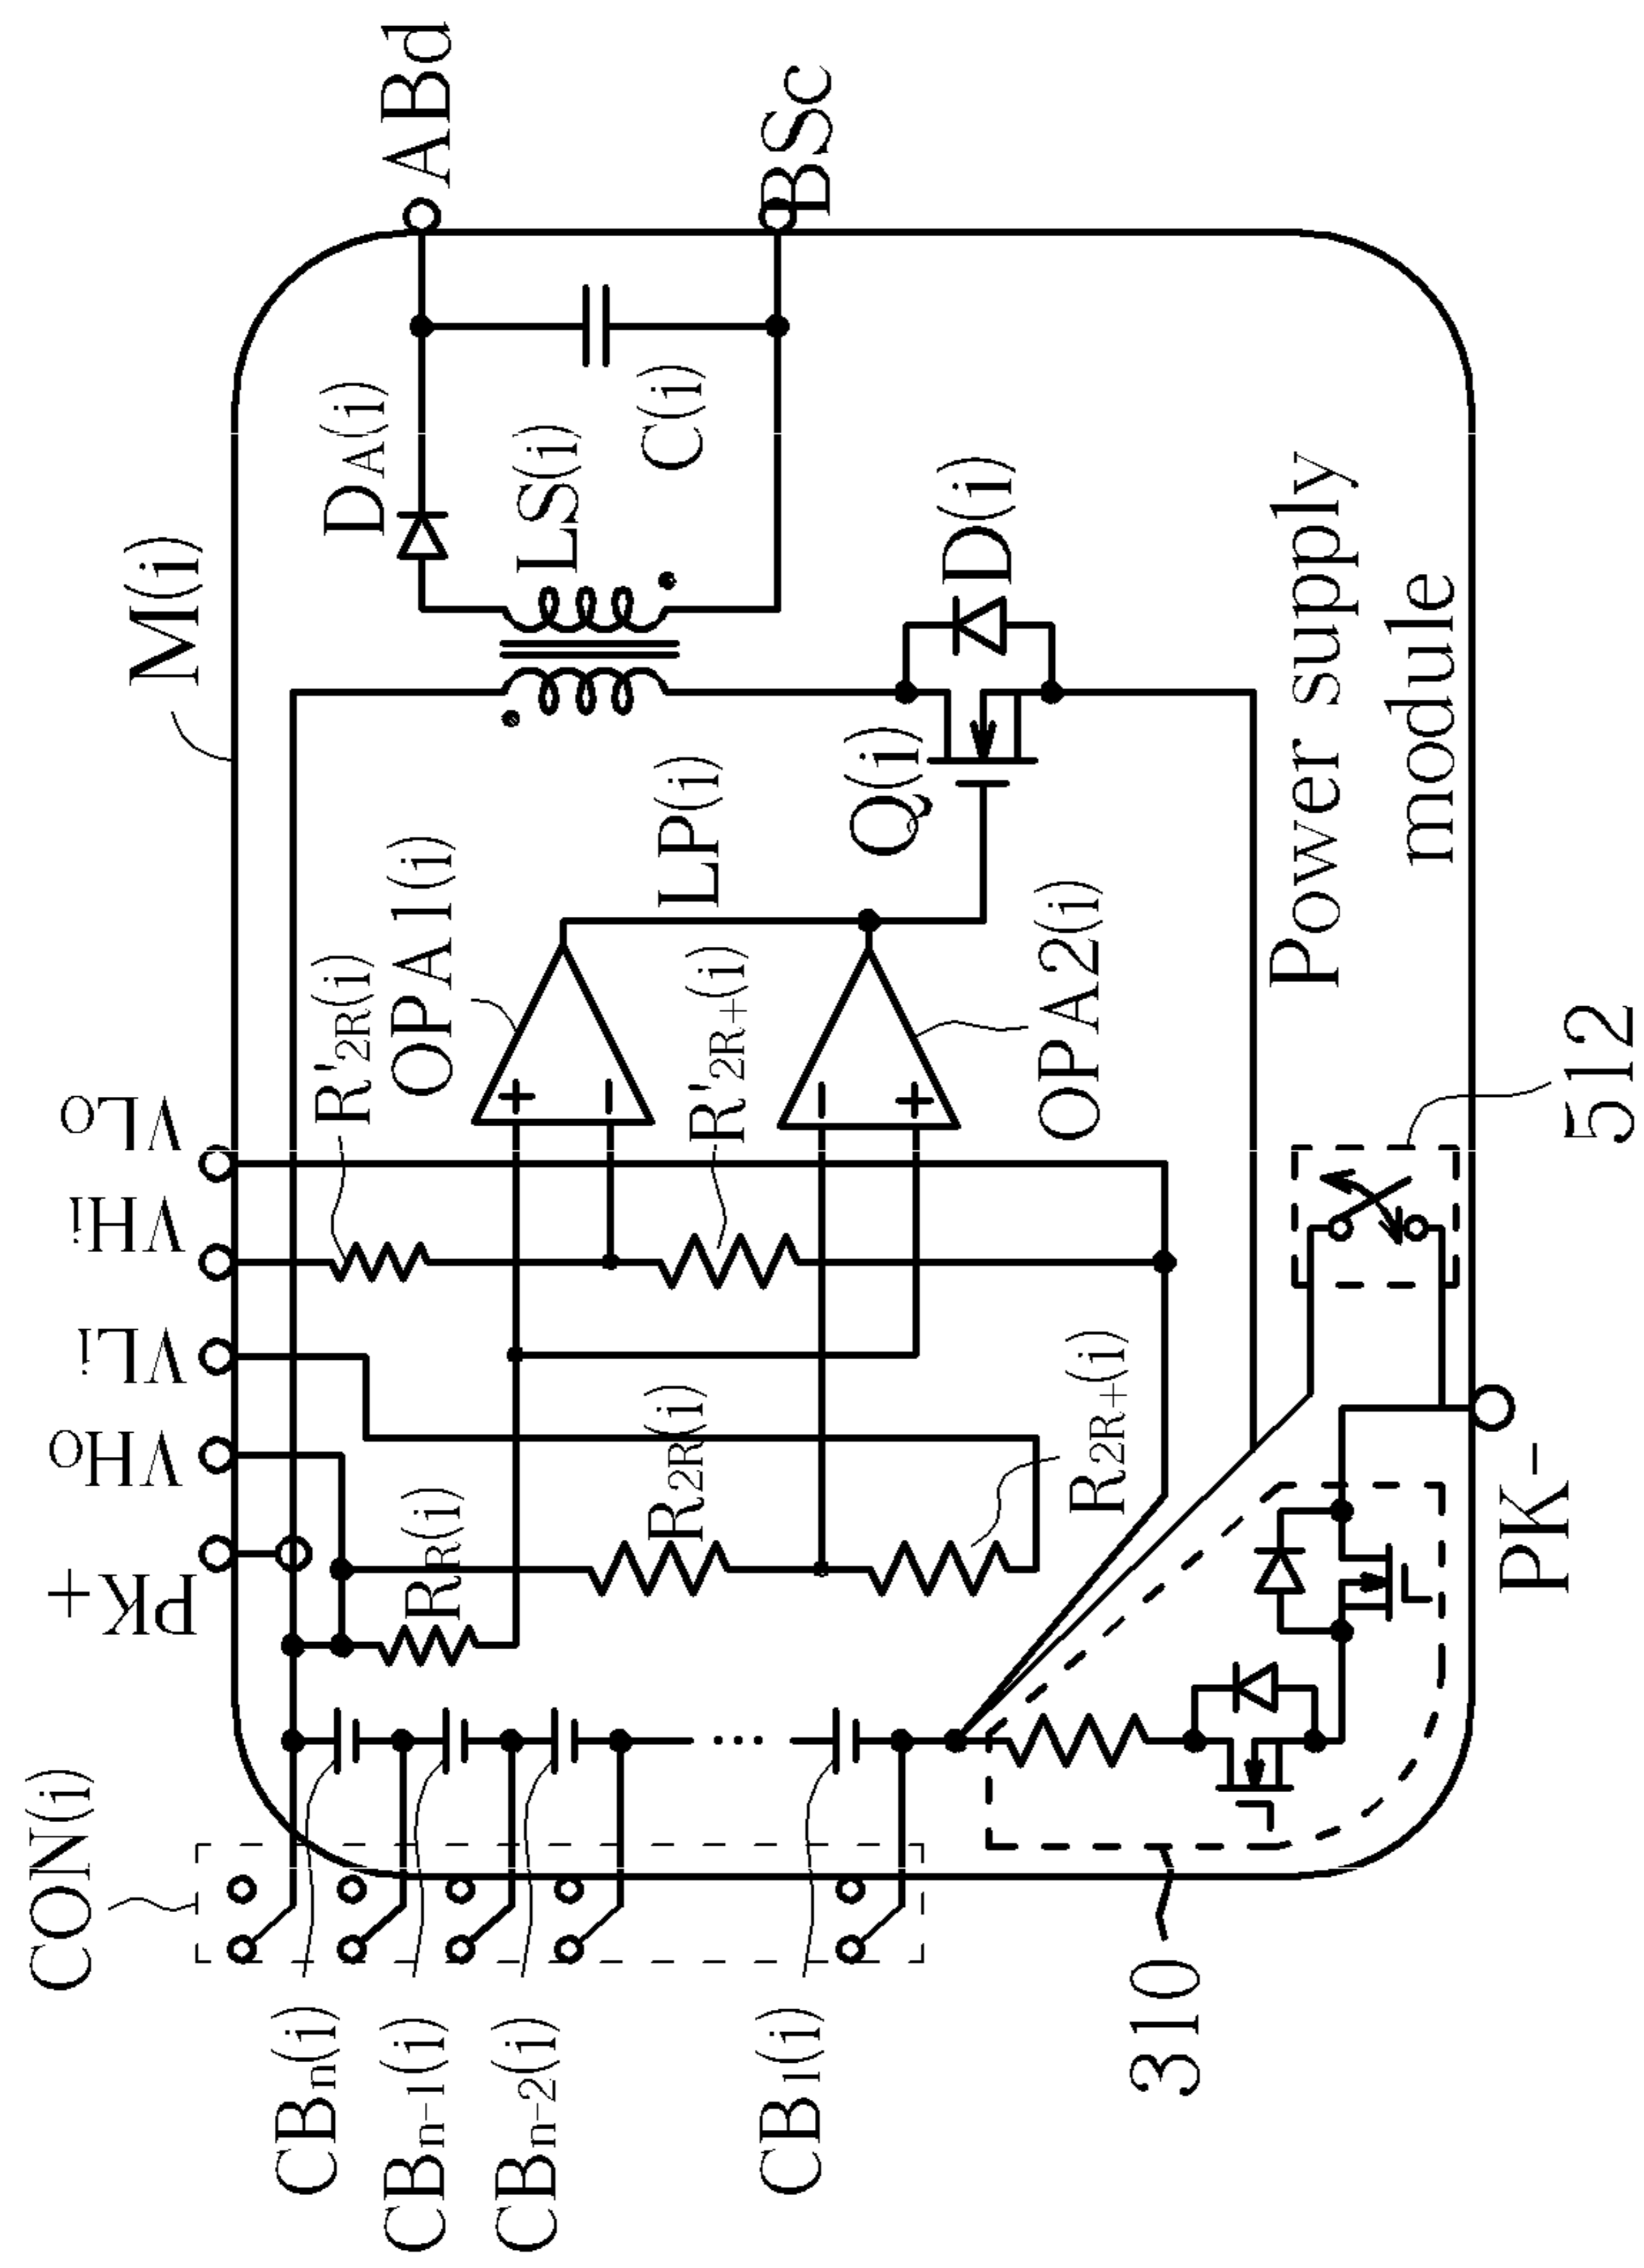 M(i)
CON(i)
PK+
VHo
VLi
VHi
VLo
ABd
BSc
DA(i)
LS(i)
C(i)
LP(i)
D(i)
Q(i)
OPA1(i)
OPA2(i)
R'2R(i)
R'2R+(i)
RR(i)
R2R(i)
R2R+(i)
+
−
−
+
CBn(i)
CBn-1(i)
CBn-2(i)
...
CB1(i)
Power supply
module
512
310
PK-